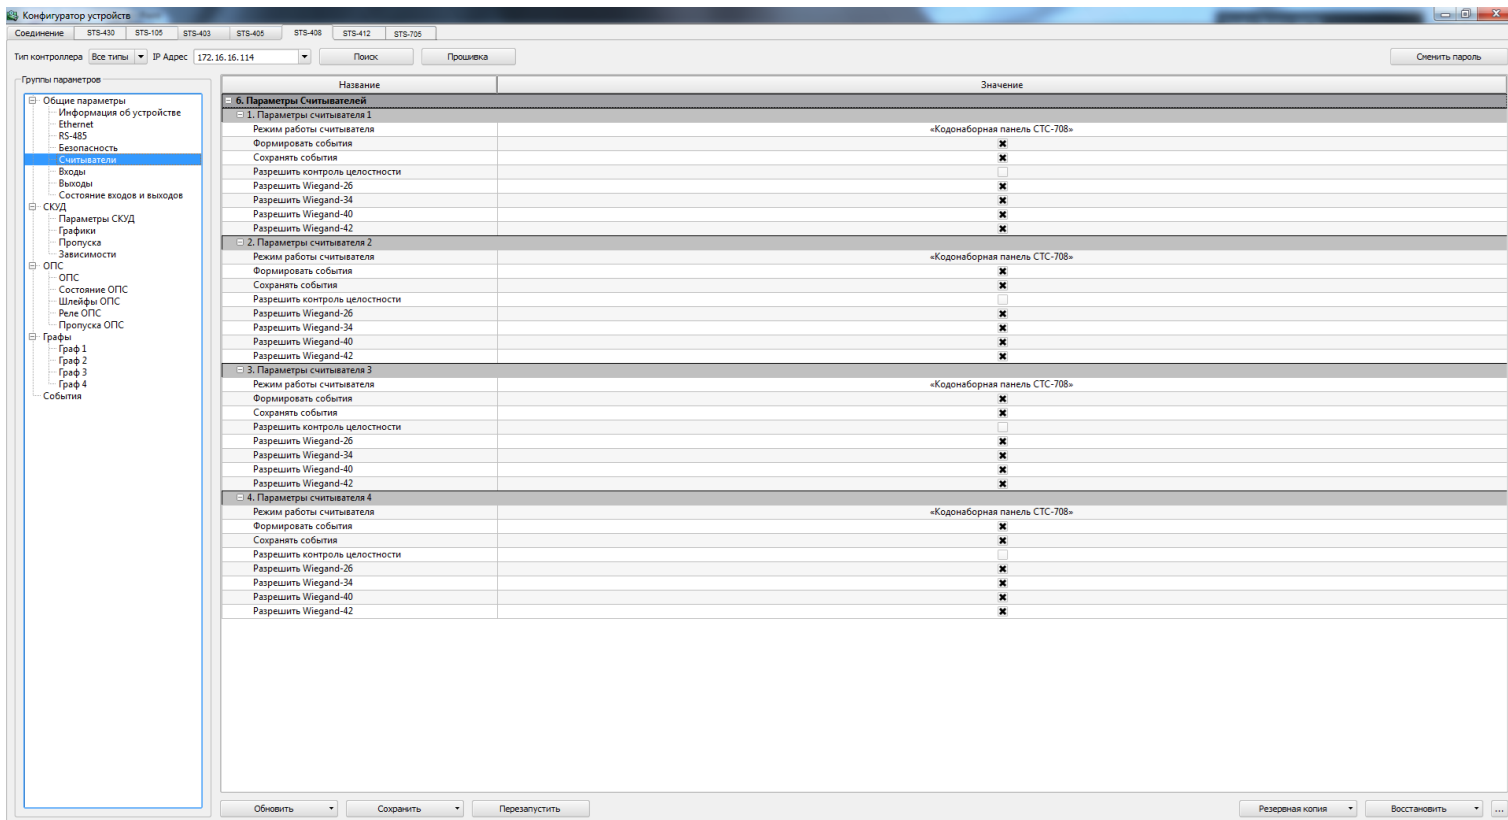 Конфигуратор устройств
Соединение STS-430 STS-105 STS-403 STS-405 STS-408 STS-412 STS-705
Тип контроллера Все типы IP Адрес 172.16.16.114 Поиск Прошивка Сменить пароль
Группы параметров
Общие параметры
Информация об устройстве
Ethernet
RS-485
Безопасность
Считыватели
Входы
Выходы
Состояние входов и выходов
СКУД
Параметры СКУД
Графики
Пропуска
Зависимости
ОПС
ОПС
Состояние ОПС
Шлейфы ОПС
Реле ОПС
Пропуска ОПС
Графы
Граф 1
Граф 2
Граф 3
Граф 4
События
Название Значение
6. Параметры Считывателей
1. Параметры считывателя 1
Режим работы считывателя «Кодонаборная панель СТС-708»
Формировать события
Сохранять события
Разрешить контроль целостности
Разрешить Wiegand-26
Разрешить Wiegand-34
Разрешить Wiegand-40
Разрешить Wiegand-42
2. Параметры считывателя 2
Режим работы считывателя «Кодонаборная панель СТС-708»
Формировать события
Сохранять события
Разрешить контроль целостности
Разрешить Wiegand-26
Разрешить Wiegand-34
Разрешить Wiegand-40
Разрешить Wiegand-42
3. Параметры считывателя 3
Режим работы считывателя «Кодонаборная панель СТС-708»
Формировать события
Сохранять события
Разрешить контроль целостности
Разрешить Wiegand-26
Разрешить Wiegand-34
Разрешить Wiegand-40
Разрешить Wiegand-42
4. Параметры считывателя 4
Режим работы считывателя «Кодонаборная панель СТС-708»
Формировать события
Сохранять события
Разрешить контроль целостности
Разрешить Wiegand-26
Разрешить Wiegand-34
Разрешить Wiegand-40
Разрешить Wiegand-42
Обновить Сохранить Перезапустить Резервная копия Восстановить ...